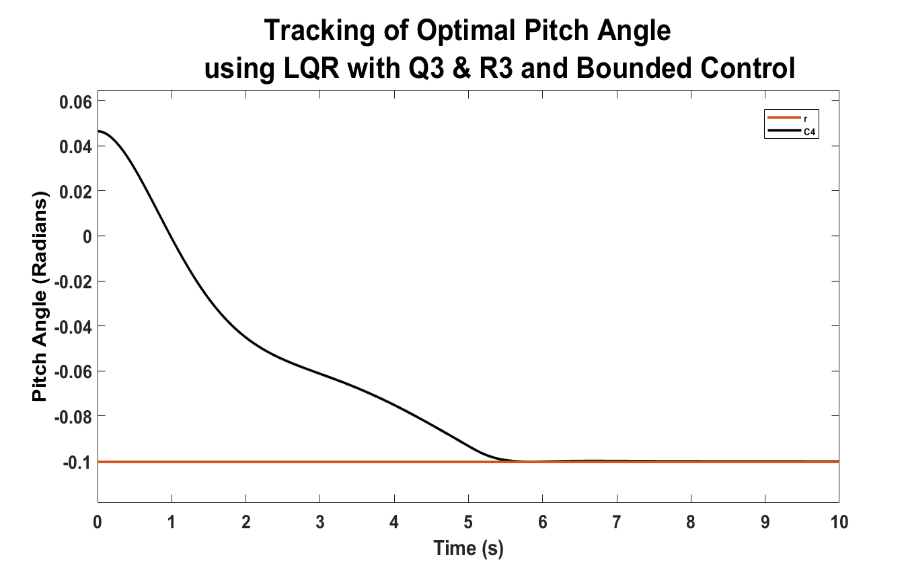 Tracking of Optimal Pitch Angle
using LQR with Q3 & R3 and Bounded Control
0.06
0.04
0.02
0
-0.02
-0.04
-0.06
-0.08
-0.1
Pitch Angle (Radians)
r
C4
0 1 2 3 4 5 6 7 8 9 10
Time (s)